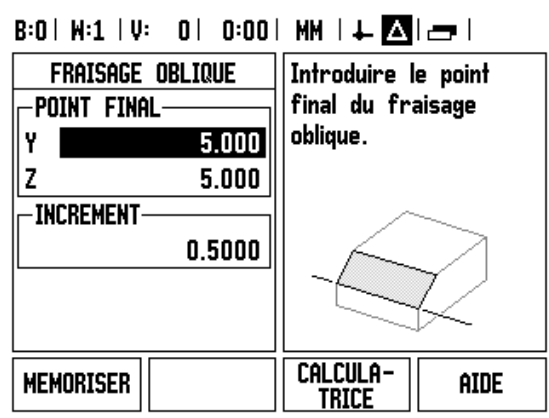 B:0| W:1 |V: 0| 0:00| MM
FRAISAGE OBLIQUE
POINT FINAL
Y 5.000
Z 5.000
INCREMENT
0.5000
Introduire le point
final du fraisage
oblique.
MEMORISER
CALCULA-
TRICE
AIDE